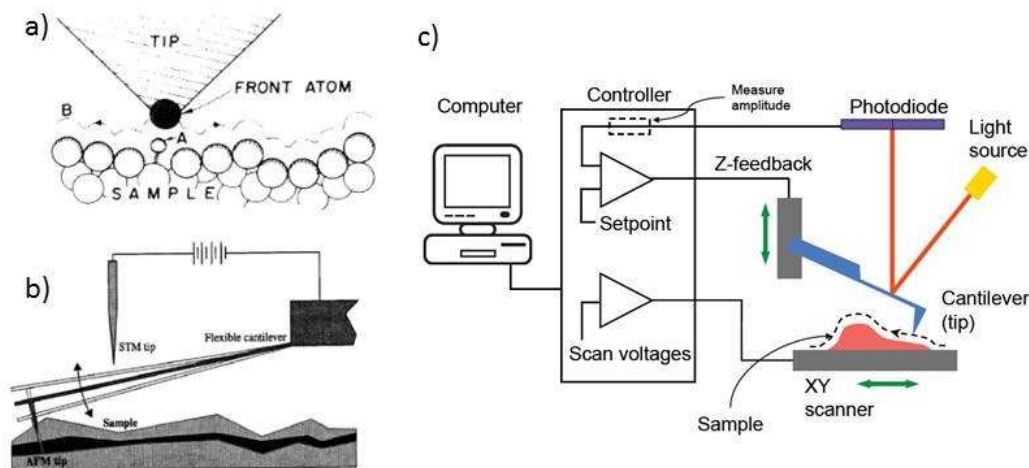 a)
TIP
FRONT ATOM
B
A
SAMPLE
b)
STM tip
Flexible cantilever
Sample
AFM tip
c)
Computer
Controller
Measure
amplitude
Photodiode
Light
source
Z-feedback
Setpoint
Cantilever
(tip)
Scan voltages
XY
scanner
Sample